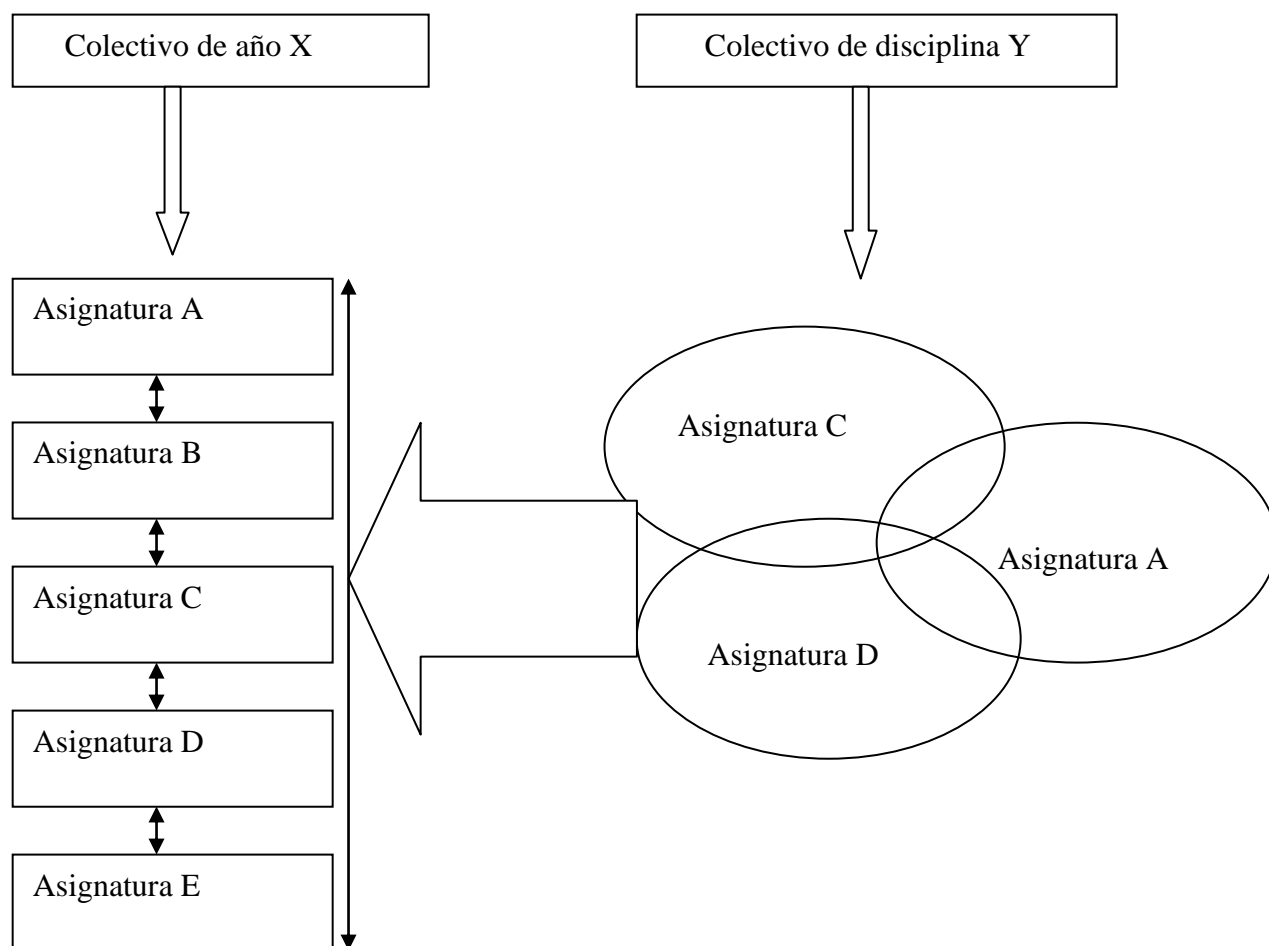 Colectivo de año X
Colectivo de disciplina Y
Asignatura A
Asignatura B
Asignatura C
Asignatura D
Asignatura E
Asignatura C
Asignatura A
Asignatura D